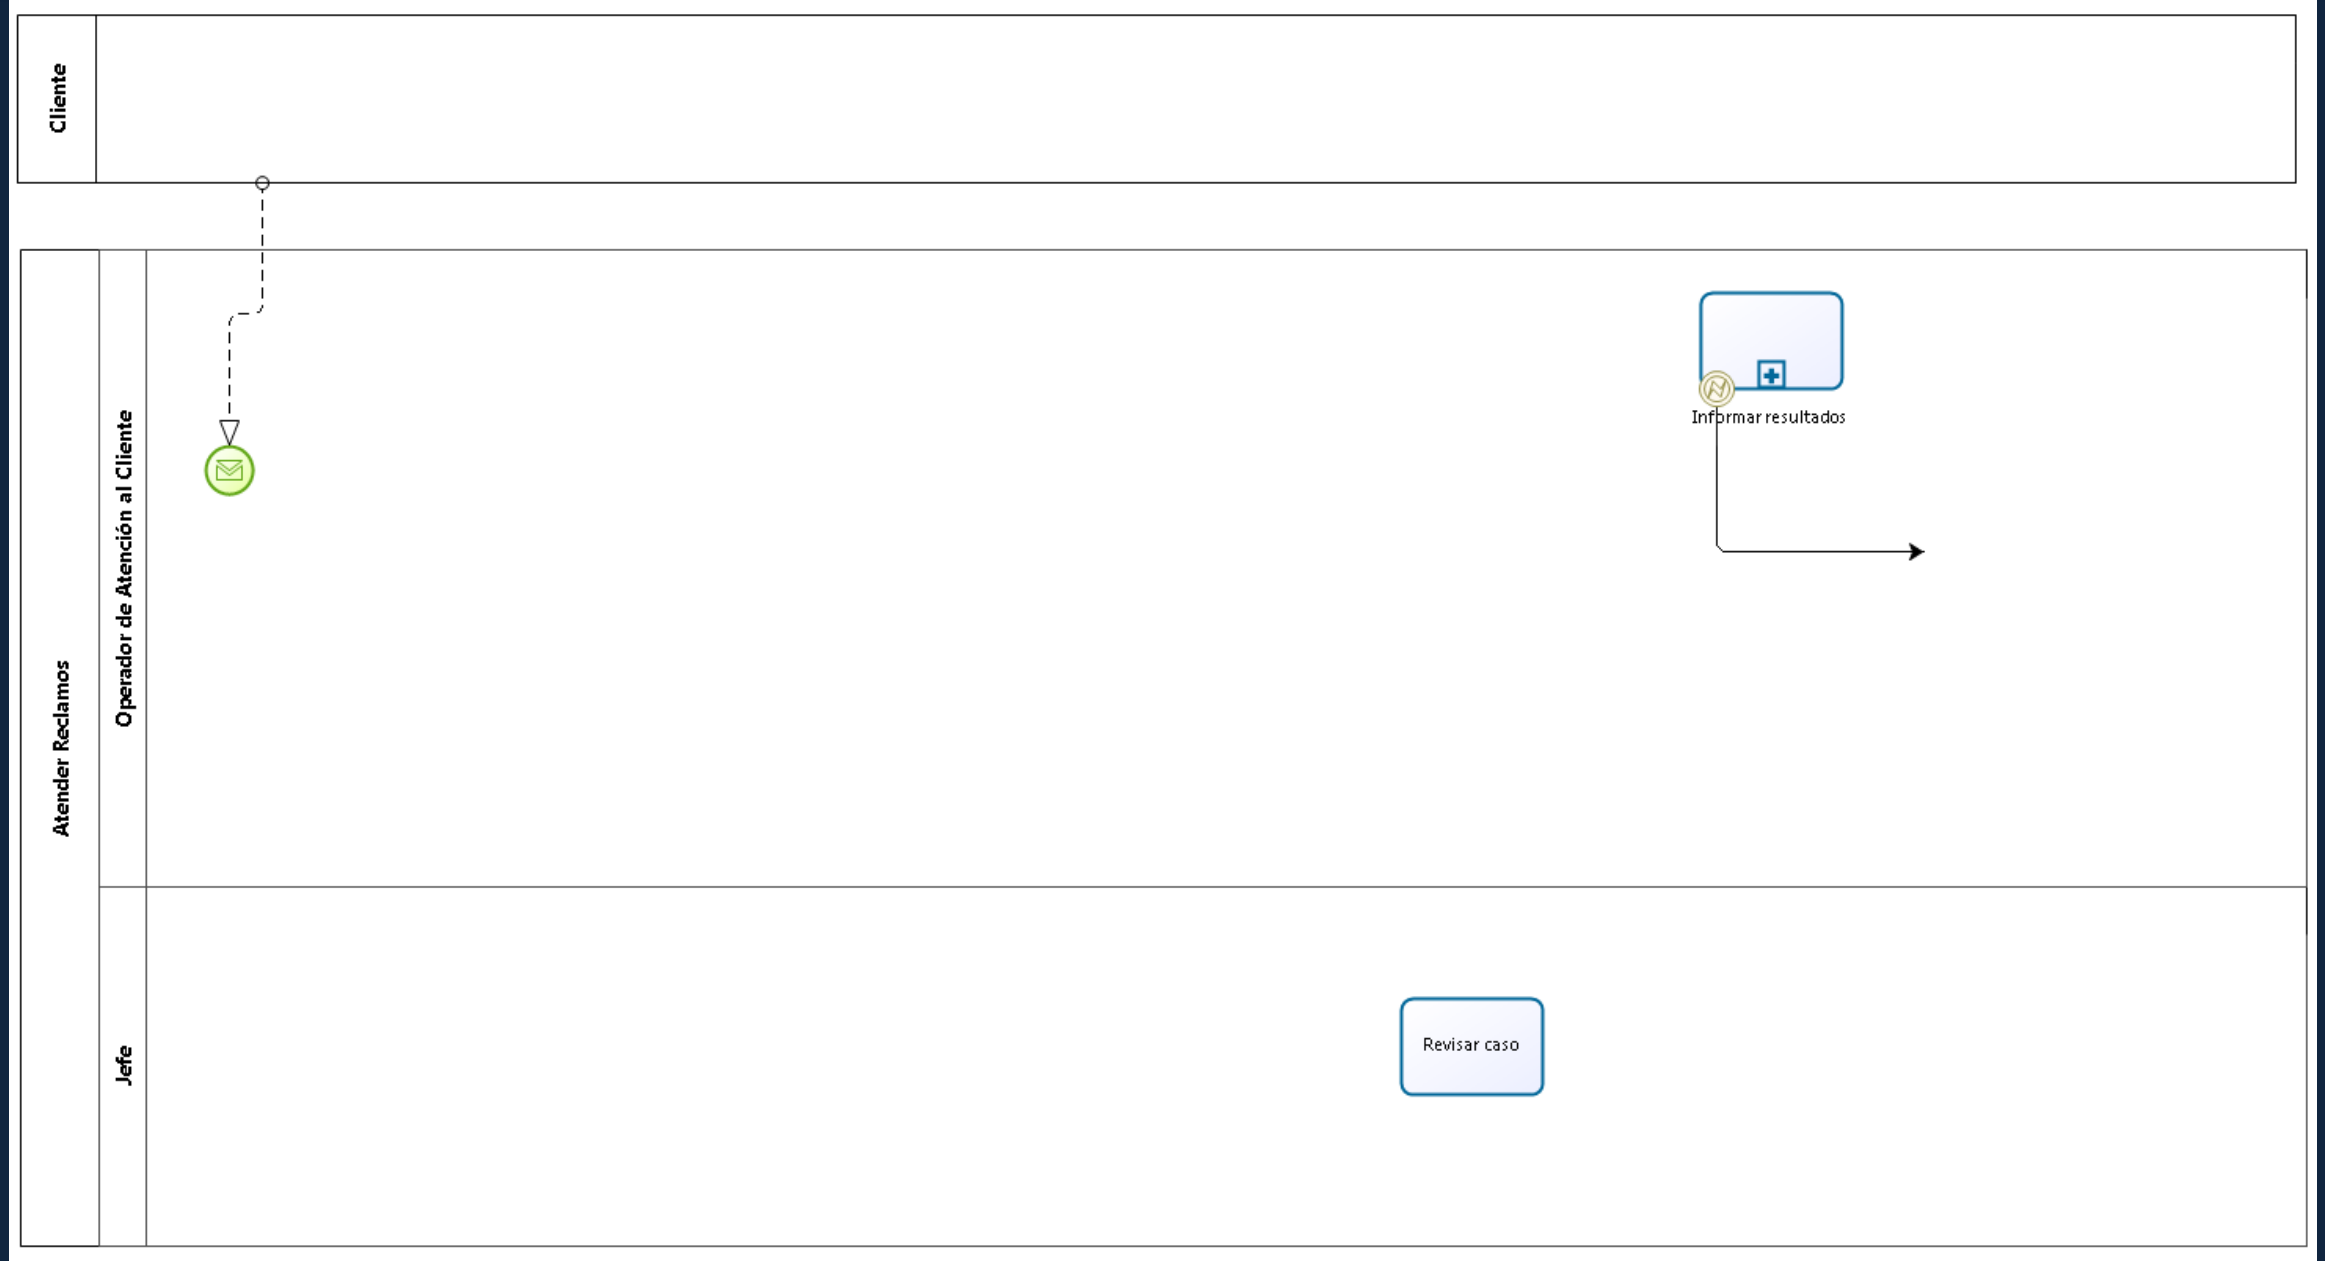 Cliente
Atender Reclamos
Operador de Atención al Cliente
Informar resultados
Jefe
Revisar caso